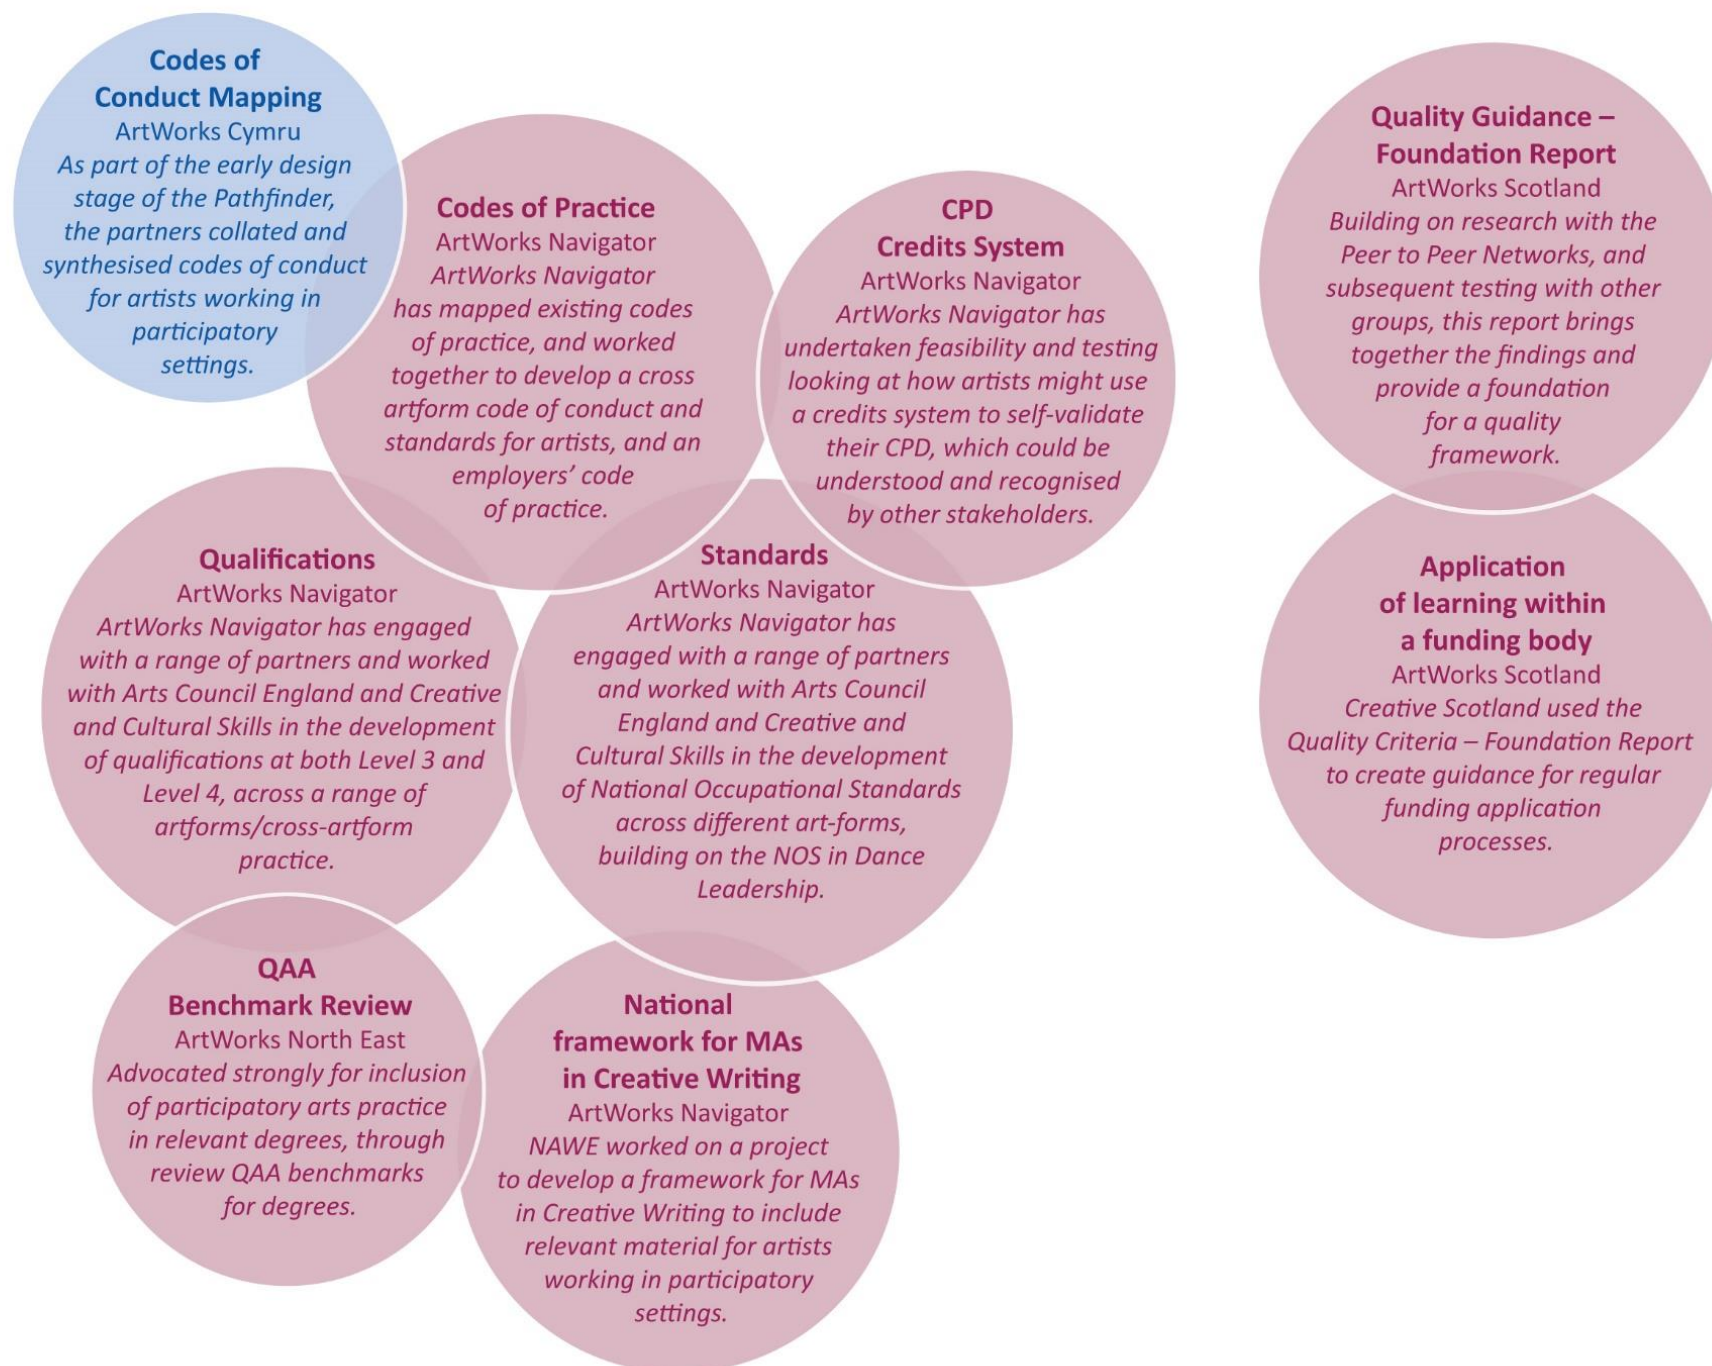 Codes of
Conduct Mapping
ArtWorks Cymru
As part of the early design
stage of the Pathfinder,
the partners collated and
synthesised codes of conduct
for artists working in
participatory
settings.
Codes of Practice
ArtWorks Navigator
ArtWorks Navigator
has mapped existing codes
of practice, and worked
together to develop a cross
artform code of conduct and
standards for artists, and an
employers’ code
of practice.
CPD
Credits System
ArtWorks Navigator
ArtWorks Navigator has
undertaken feasibility and testing
looking at how artists might use
a credits system to self-validate
their CPD, which could be
understood and recognised
by other stakeholders.
Quality Guidance –
Foundation Report
ArtWorks Scotland
Building on research with the
Peer to Peer Networks, and
subsequent testing with other
groups, this report brings
together the findings and
provide a foundation
for a quality
framework.
Qualifications
ArtWorks Navigator
ArtWorks Navigator has engaged
with a range of partners and worked
with Arts Council England and Creative
and Cultural Skills in the development
of qualifications at both Level 3 and
Level 4, across a range of
artforms/cross-artform
practice.
Standards
ArtWorks Navigator
ArtWorks Navigator has
engaged with a range of partners
and worked with Arts Council
England and Creative and
Cultural Skills in the development
of National Occupational Standards
across different art-forms,
building on the NOS in Dance
Leadership.
Application
of learning within
a funding body
ArtWorks Scotland
Creative Scotland used the
Quality Criteria – Foundation Report
to create guidance for regular
funding application
processes.
QAA
Benchmark Review
ArtWorks North East
Advocated strongly for inclusion
of participatory arts practice
in relevant degrees, through
review QAA benchmarks
for degrees.
National
framework for MAs
in Creative Writing
ArtWorks Navigator
NAWE worked on a project
to develop a framework for MAs
in Creative Writing to include
relevant material for artists
working in participatory
settings.